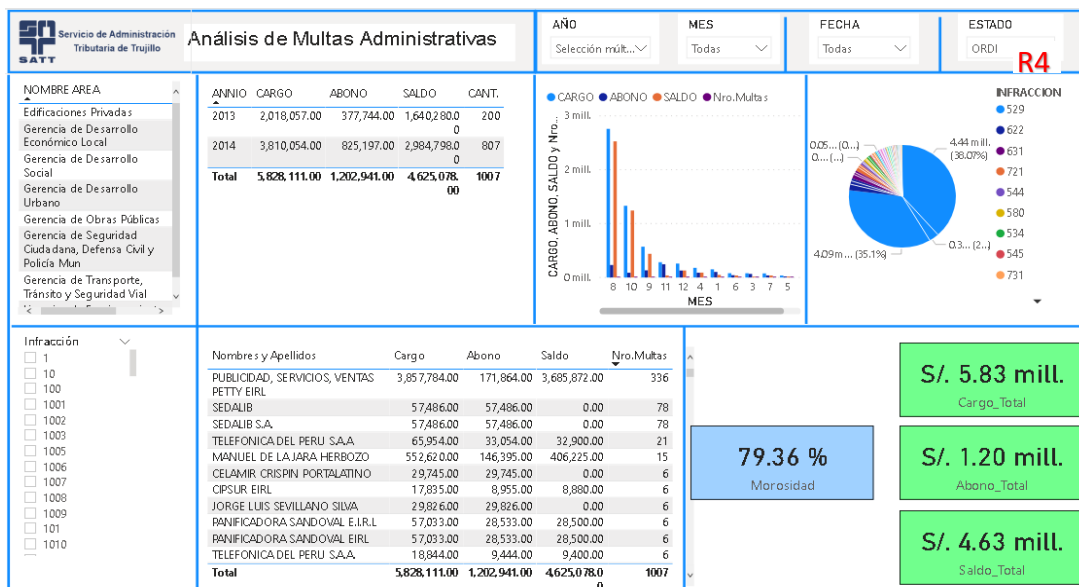 SATT
Servicio de Administración
Tributaria de Trujillo
Análisis de Multas Administrativas
AÑO
Selección múlt...
MES
Todas
FECHA
Todas
ESTADO
ORDI
R4
NOMBRE AREA
Edificaciones Privadas
Gerencia de Desarrollo
Económico Local
Gerencia de Desarrollo
Social
Gerencia de Desarrollo
Urbano
Gerencia de Obras Públicas
Gerencia de Seguridad
Ciudadana, Defensa Civil y
Policía Mun
Gerencia de Transporte,
Tránsito y Seguridad Vial
ANNIO CARGO ABONO SALDO CANT.
2013 2,018,057.00 377,744.00 1,640,280.0
0
200
2014 3,810,054.00 825,197.00 2,984,798.0
0
807
Total 5,828,111.00 1,202,941.00 4,625,078.
00
1007
CARGO ABONO SALDO Nro.Multas
CARGO, ABONO, SALDO y Nro...
3 mill.
2 mill.
1 mill.
0 mill.
8 10 9 11 12 4 1 6 3 7 5
MES
INFRACCION
529
622
631
721
544
580
534
545
731
4.44 mill.
(38.07%)
0.05... (0...)
0.... (...)
4.09 m... (35.1%)
0.3... (2...)
Infracción
1
10
100
1001
1002
1003
1005
1006
1007
1008
1009
101
1010
Nombres y Apellidos Cargo Abono Saldo Nro.Multas
PUBLICIDAD, SERVICIOS, VENTAS
PETTY EIRL
3,857,784.00 171,864.00 3,685,872.00 336
SEDALIB 57,486.00 57,486.00 0.00 78
SEDALIB S.A. 57,486.00 57,486.00 0.00 78
TELEFONICA DEL PERU S.A.A 65,954.00 33,054.00 32,900.00 21
MANUEL DE LA JARA HERBOZO 552,620.00 146,395.00 406,225.00 15
CELAMIR CRISPIN PORTALATINO 29,745.00 29,745.00 0.00 6
CIPSUR EIRL 17,835.00 8,955.00 8,880.00 6
JORGE LUIS SEVILLANO SILVA 29,826.00 29,826.00 0.00 6
PANIFICADORA SANDOVAL E.I.R.L 57,033.00 28,533.00 28,500.00 6
PANIFICADORA SANDOVAL EIRL 57,033.00 28,533.00 28,500.00 6
TELEFONICA DEL PERU S.A.A. 18,844.00 9,444.00 9,400.00 6
Total 5,828,111.00 1,202,941.00 4,625,078.0
0
1007
79.36 %
Morosidad
S/. 5.83 mill.
Cargo_Total
S/. 1.20 mill.
Abono_Total
S/. 4.63 mill.
Saldo_Total